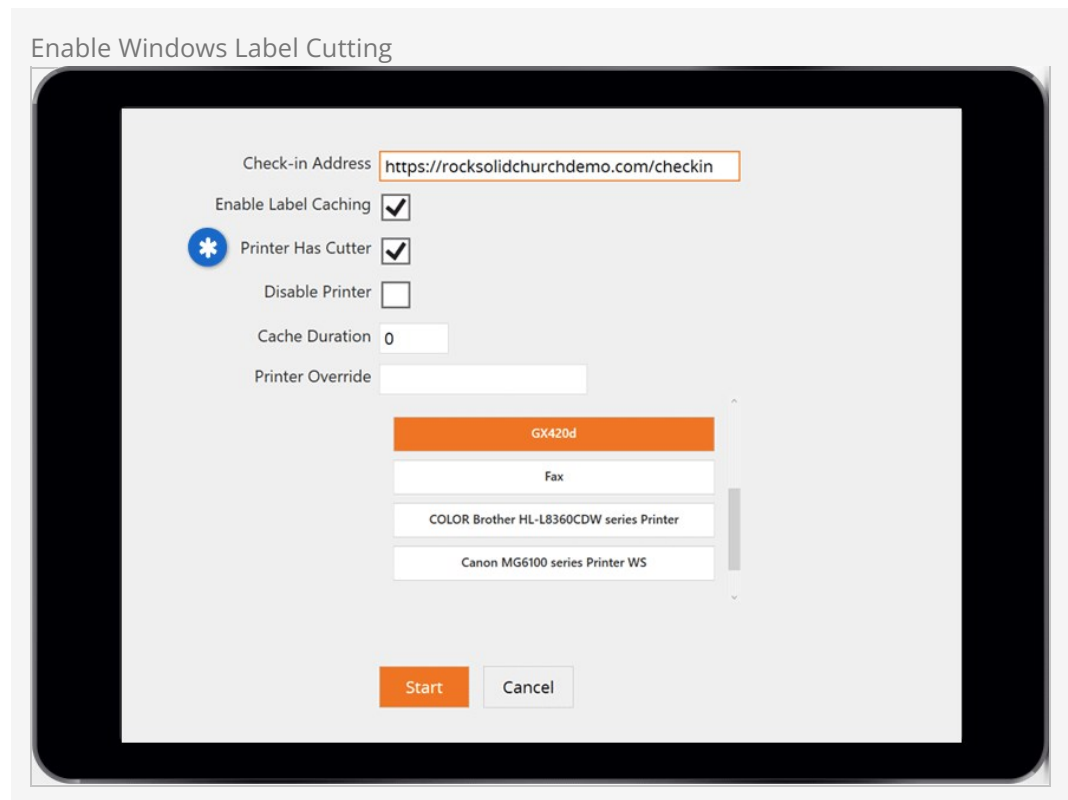 Enable Windows Label Cutting
Check-in Address https://rocksolidchurchdemo.com/checkin
Enable Label Caching
Printer Has Cutter
Disable Printer
Cache Duration 0
Printer Override
GX420d
Fax
COLOR Brother HL-L8360CDW series Printer
Canon MG6100 series Printer WS
Start Cancel